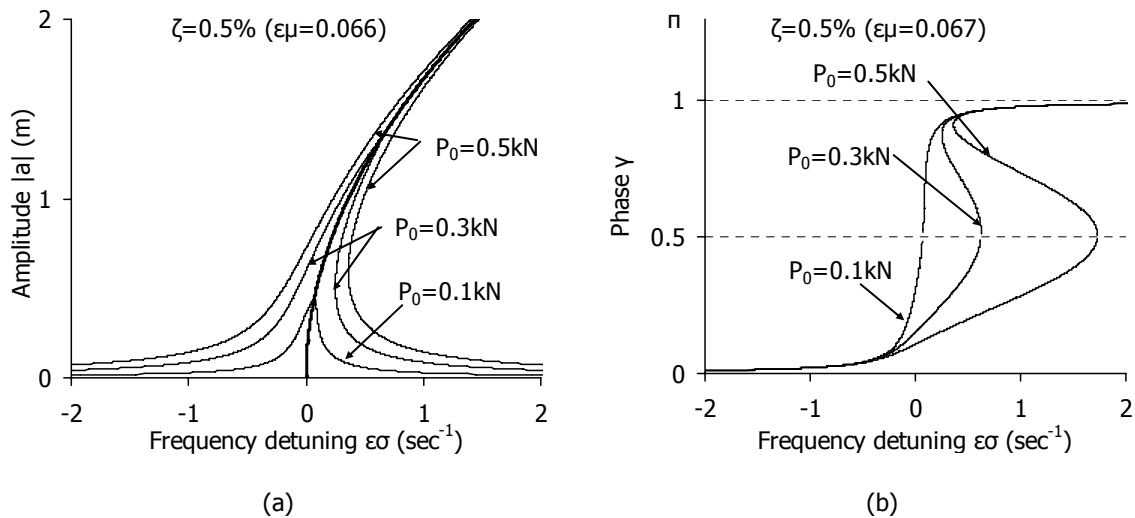 ζ=0.5% (εμ=0.066)
2
1
0
Amplitude |a| (m)
P₀=0.5kN
P₀=0.3kN
P₀=0.1kN
-2 -1 0 1 2
Frequency detuning εσ (sec⁻¹)
(a)
π
ζ=0.5% (εμ=0.067)
1
0.5
0
Phase γ
P₀=0.5kN
P₀=0.3kN
P₀=0.1kN
-2 -1 0 1 2
Frequency detuning εσ (sec⁻¹)
(b)